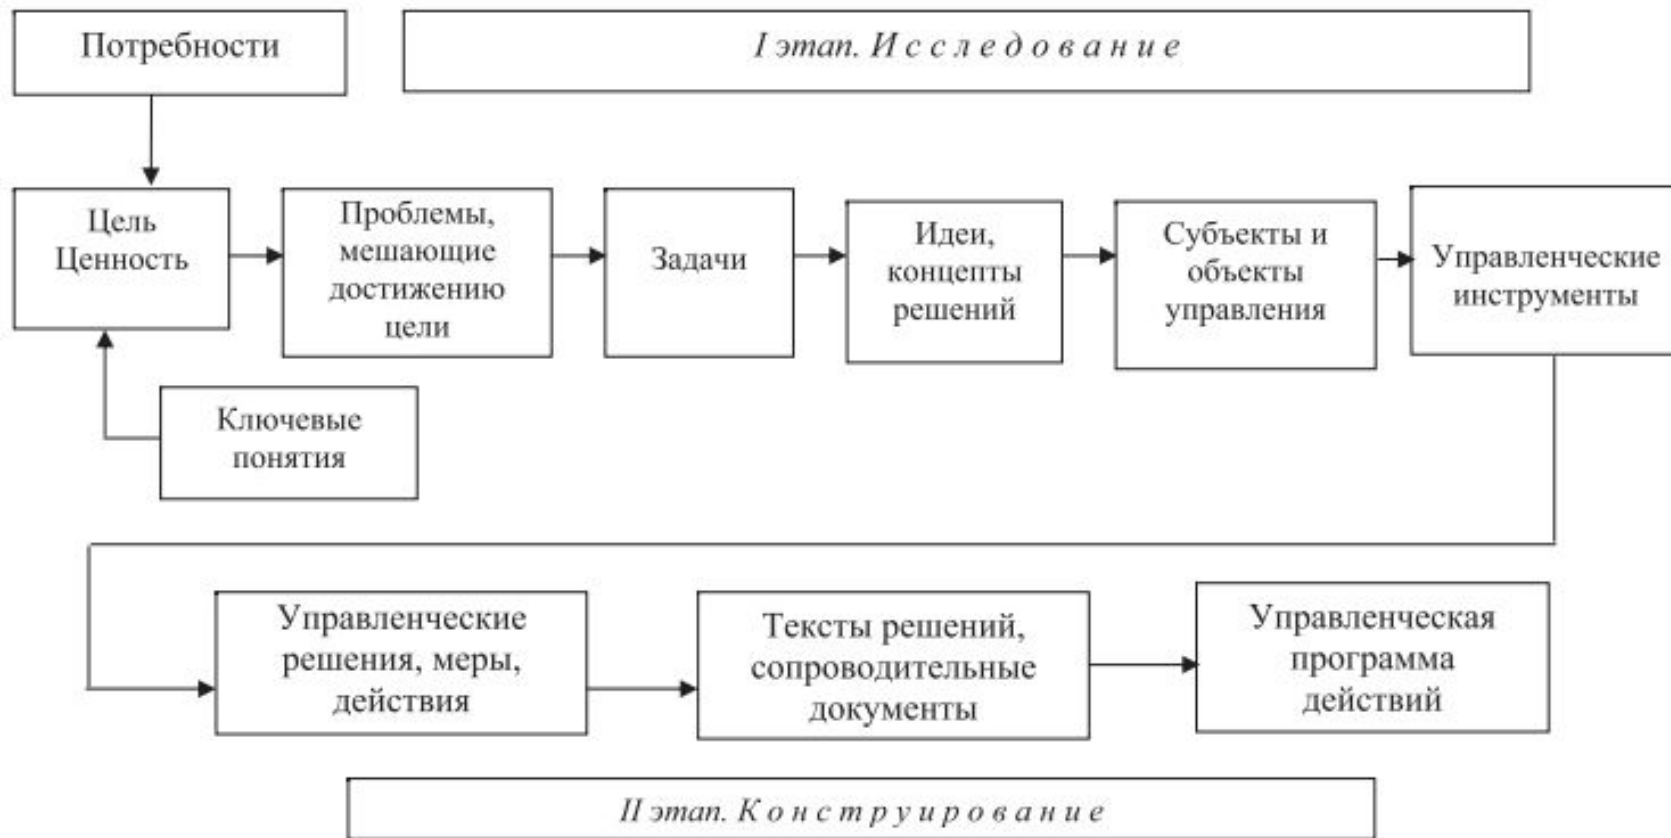 Потребности
I этап. И с с л е д о в а н и е
Цель
Ценность
Проблемы,
мешающие
достижению
цели
Задачи
Идеи,
концепты
решений
Субъекты и
объекты
управления
Управленческие
инструменты
Ключевые
понятия
Управленческие
решения, меры,
действия
Тексты решений,
сопроводительные
документы
Управленческая
программа
действий
II этап. К о н с т р у и р о в а н и е